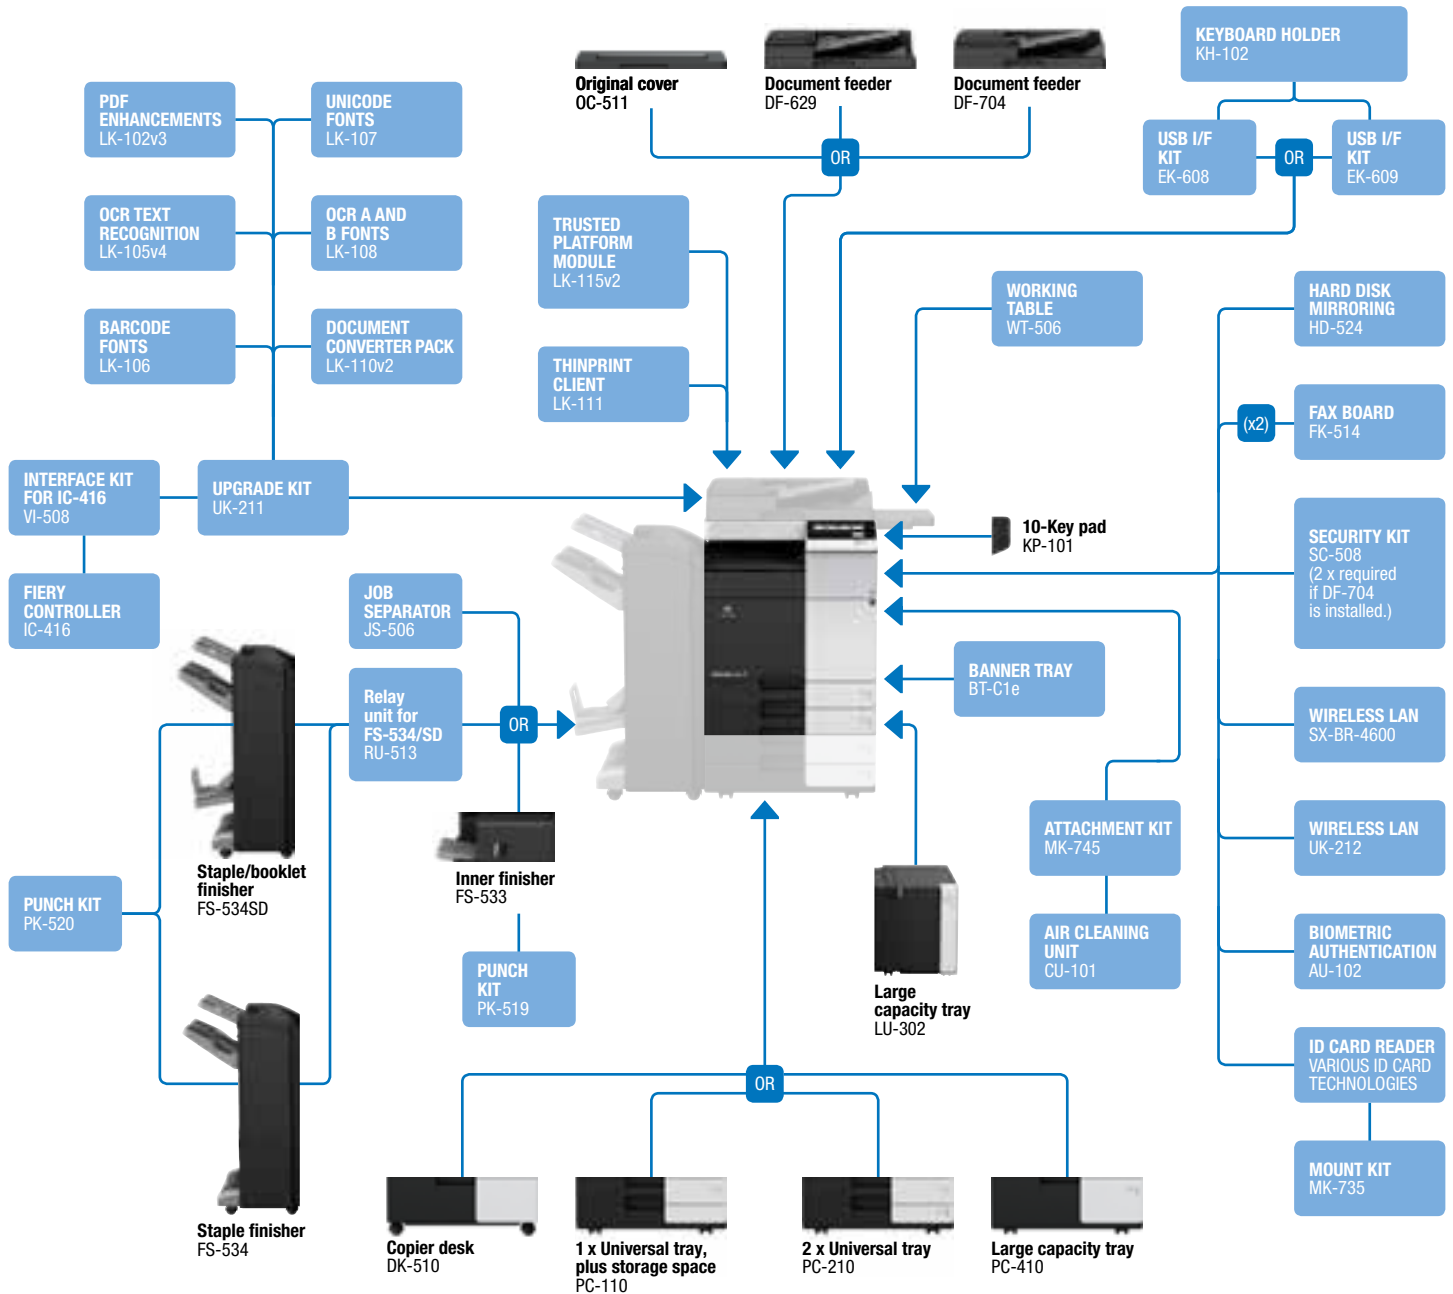 KEYBOARD HOLDER
KH-102
Original cover
OC-511
Document feeder
DF-629
Document feeder
DF-704
OR
USB I/F
KIT
EK-608
OR
USB I/F
KIT
EK-609
PDF
ENHANCEMENTS
LK-102v3
UNICODE
FONTS
LK-107
OCR TEXT
RECOGNITION
LK-105v4
OCR A AND
B FONTS
LK-108
BARCODE
FONTS
LK-106
DOCUMENT
CONVERTER PACK
LK-110v2
TRUSTED
PLATFORM
MODULE
LK-115v2
THINPRINT
CLIENT
LK-111
WORKING
TABLE
WT-506
HARD DISK
MIRRORING
HD-524
(x2)
FAX BOARD
FK-514
INTERFACE KIT
FOR IC-416
VI-508
UPGRADE KIT
UK-211
10-Key pad
KP-101
SECURITY KIT
SC-508
(2 x required
if DF-704
is installed.)
FIERY
CONTROLLER
IC-416
JOB
SEPARATOR
JS-506
Relay
unit for
FS-534/SD
RU-513
OR
BANNER TRAY
BT-C1e
WIRELESS LAN
SX-BR-4600
ATTACHMENT KIT
MK-745
WIRELESS LAN
UK-212
Staple/booklet
finisher
FS-534SD
Inner finisher
FS-533
PUNCH KIT
PK-520
PUNCH
KIT
PK-519
AIR CLEANING
UNIT
CU-101
BIOMETRIC
AUTHENTICATION
AU-102
Large
capacity tray
LU-302
ID CARD READER
VARIOUS ID CARD
TECHNOLOGIES
OR
MOUNT KIT
MK-735
Staple finisher
FS-534
Copier desk
DK-510
1 x Universal tray,
plus storage space
PC-110
2 x Universal tray
PC-210
Large capacity tray
PC-410